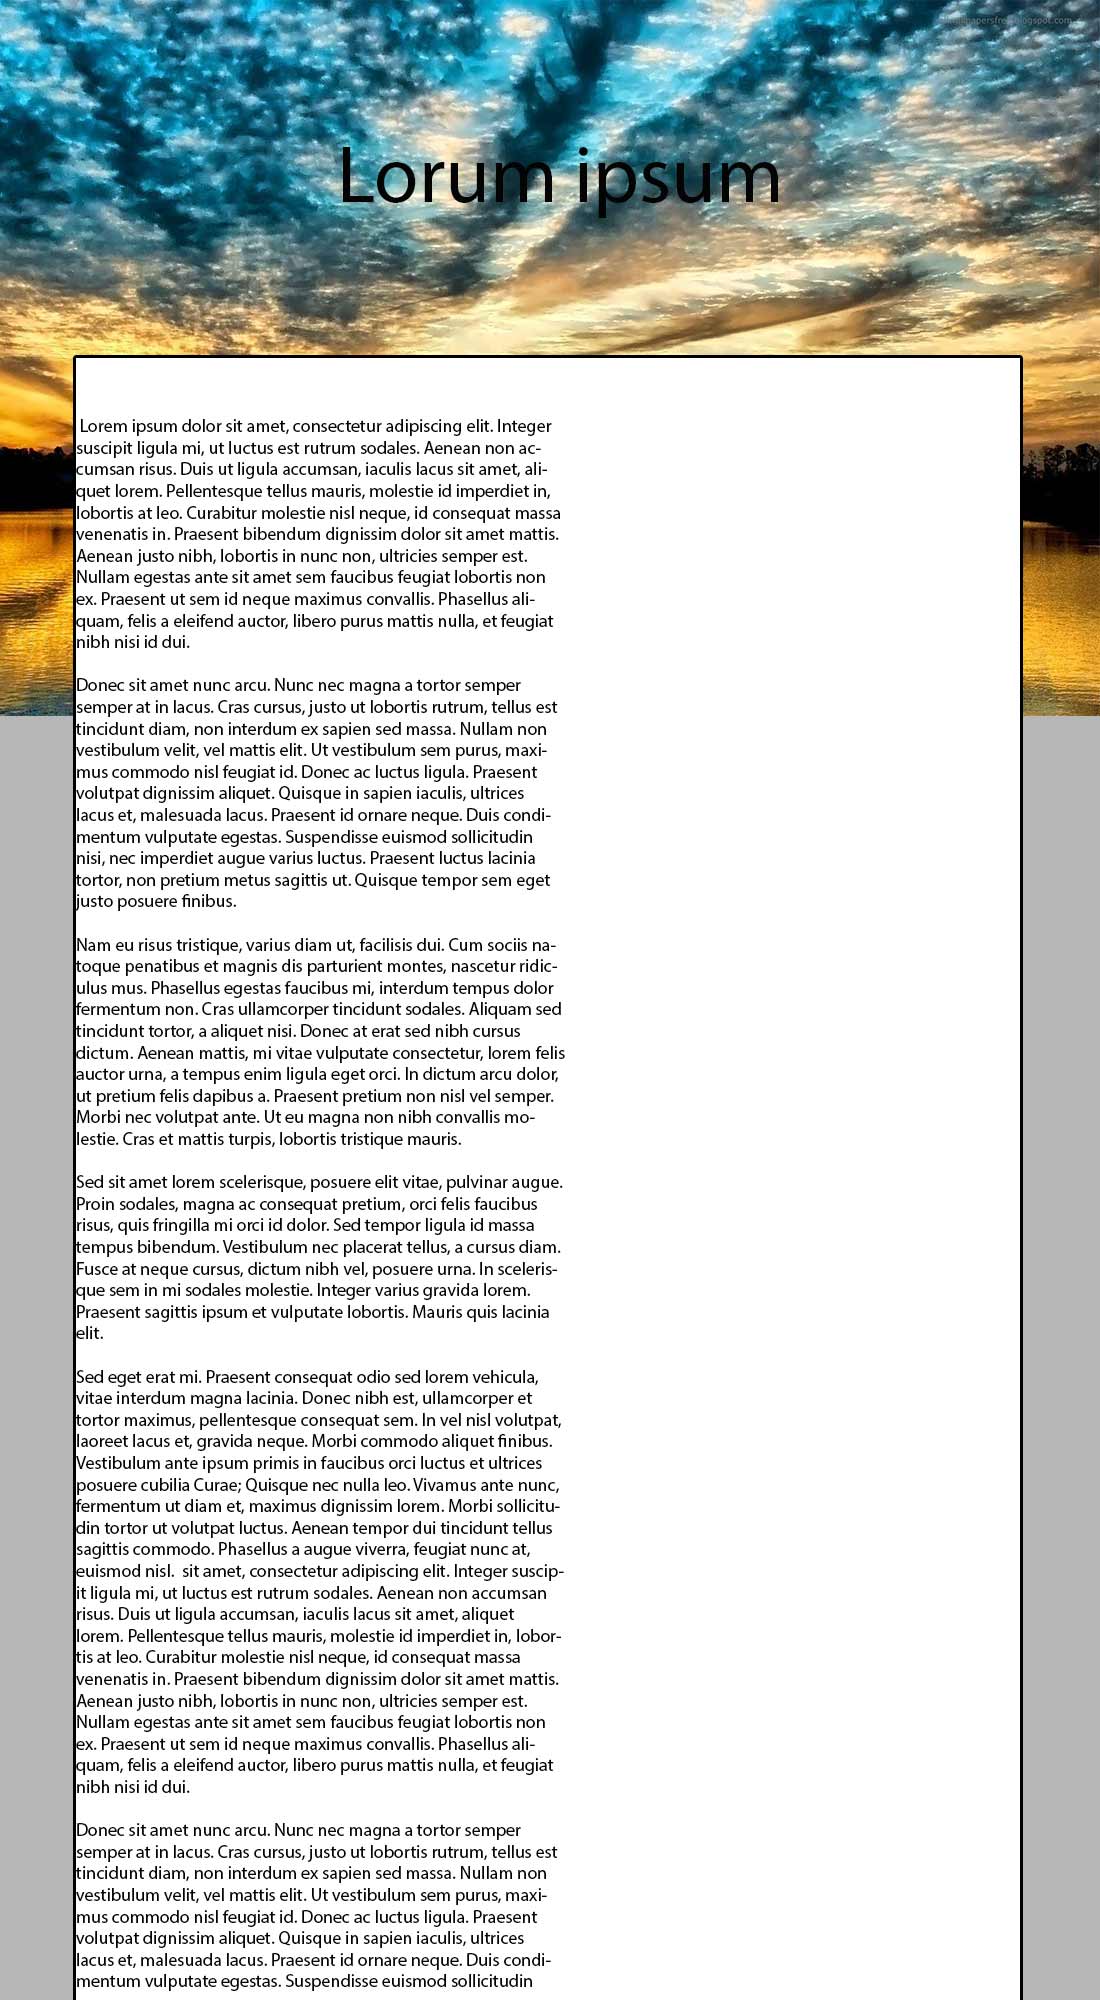 Lorum ipsum
Lorem ipsum dolor sit amet, consectetur adipiscing elit. Integer
suscipit ligula mi, ut luctus est rutrum sodales. Aenean non ac-
cumsan risus. Duis ut ligula accumsan, iaculis lacus sit amet, ali-
quet lorem. Pellentesque tellus mauris, molestie id imperdiet in,
lobortis at leo. Curabitur molestie nisl neque, id consequat massa
venenatis in. Praesent bibendum dignissim dolor sit amet mattis.
Aenean justo nibh, lobortis in nunc non, ultricies semper est.
Nullam egestas ante sit amet sem faucibus feugiat lobortis non
ex. Praesent ut sem id neque maximus convallis. Phasellus ali-
quam, felis a eleifend auctor, libero purus mattis nulla, et feugiat
nibh nisi id dui.
Donec sit amet nunc arcu. Nunc nec magna a tortor semper
semper at in lacus. Cras cursus, justo ut lobortis rutrum, tellus est
tincidunt diam, non interdum ex sapien sed massa. Nullam non
vestibulum velit, vel mattis elit. Ut vestibulum sem purus, maxi-
mus commodo nisl feugiat id. Donec ac luctus ligula. Praesent
volutpat dignissim aliquet. Quisque in sapien iaculis, ultrices
lacus et, malesuada lacus. Praesent id ornare neque. Duis condi-
mentum vulputate egestas. Suspendisse euismod sollicitudin
nisi, nec imperdiet augue varius luctus. Praesent luctus lacinia
tortor, non pretium metus sagittis ut. Quisque tempor sem eget
justo posuere finibus.
Nam eu risus tristique, varius diam ut, facilisis dui. Cum sociis na-
toque penatibus et magnis dis parturient montes, nascetur ridic-
ulus mus. Phasellus egestas faucibus mi, interdum tempus dolor
fermentum non. Cras ullamcorper tincidunt sodales. Aliquam sed
tincidunt tortor, a aliquet nisi. Donec at erat sed nibh cursus
dictum. Aenean mattis, mi vitae vulputate consectetur, lorem felis
auctor urna, a tempus enim ligula eget orci. In dictum arcu dolor,
ut pretium felis dapibus a. Praesent pretium non nisl vel semper.
Morbi nec volutpat ante. Ut eu magna non nibh convallis mo-
lestie. Cras et mattis turpis, lobortis tristique mauris.
Sed sit amet lorem scelerisque, posuere elit vitae, pulvinar augue.
Proin sodales, magna ac consequat pretium, orci felis faucibus
risus, quis fringilla mi orci id dolor. Sed tempor ligula id massa
tempus bibendum. Vestibulum nec placerat tellus, a cursus diam.
Fusce at neque cursus, dictum nibh vel, posuere urna. In sceleris-
que sem in mi sodales molestie. Integer varius gravida lorem.
Praesent sagittis ipsum et vulputate lobortis. Mauris quis lacinia
elit.
Sed eget erat mi. Praesent consequat odio sed lorem vehicula,
vitae interdum magna lacinia. Donec nibh est, ullamcorper et
tortor maximus, pellentesque consequat sem. In vel nisl volutpat,
laoreet lacus et, gravida neque. Morbi commodo aliquet finibus.
Vestibulum ante ipsum primis in faucibus orci luctus et ultrices
posuere cubilia Curae; Quisque nec nulla leo. Vivamus ante nunc,
fermentum ut diam et, maximus dignissim lorem. Morbi sollicitu-
din tortor ut volutpat luctus. Aenean tempor dui tincidunt tellus
sagittis commodo. Phasellus a augue viverra, feugiat nunc at,
euismod nisl.  sit amet, consectetur adipiscing elit. Integer suscip-
it ligula mi, ut luctus est rutrum sodales. Aenean non accumsan
risus. Duis ut ligula accumsan, iaculis lacus sit amet, aliquet
lorem. Pellentesque tellus mauris, molestie id imperdiet in, lobor-
tis at leo. Curabitur molestie nisl neque, id consequat massa
venenatis in. Praesent bibendum dignissim dolor sit amet mattis.
Aenean justo nibh, lobortis in nunc non, ultricies semper est.
Nullam egestas ante sit amet sem faucibus feugiat lobortis non
ex. Praesent ut sem id neque maximus convallis. Phasellus ali-
quam, felis a eleifend auctor, libero purus mattis nulla, et feugiat
nibh nisi id dui.
Donec sit amet nunc arcu. Nunc nec magna a tortor semper
semper at in lacus. Cras cursus, justo ut lobortis rutrum, tellus est
tincidunt diam, non interdum ex sapien sed massa. Nullam non
vestibulum velit, vel mattis elit. Ut vestibulum sem purus, maxi-
mus commodo nisl feugiat id. Donec ac luctus ligula. Praesent
volutpat dignissim aliquet. Quisque in sapien iaculis, ultrices
lacus et, malesuada lacus. Praesent id ornare neque. Duis condi-
mentum vulputate egestas. Suspendisse euismod sollicitudin